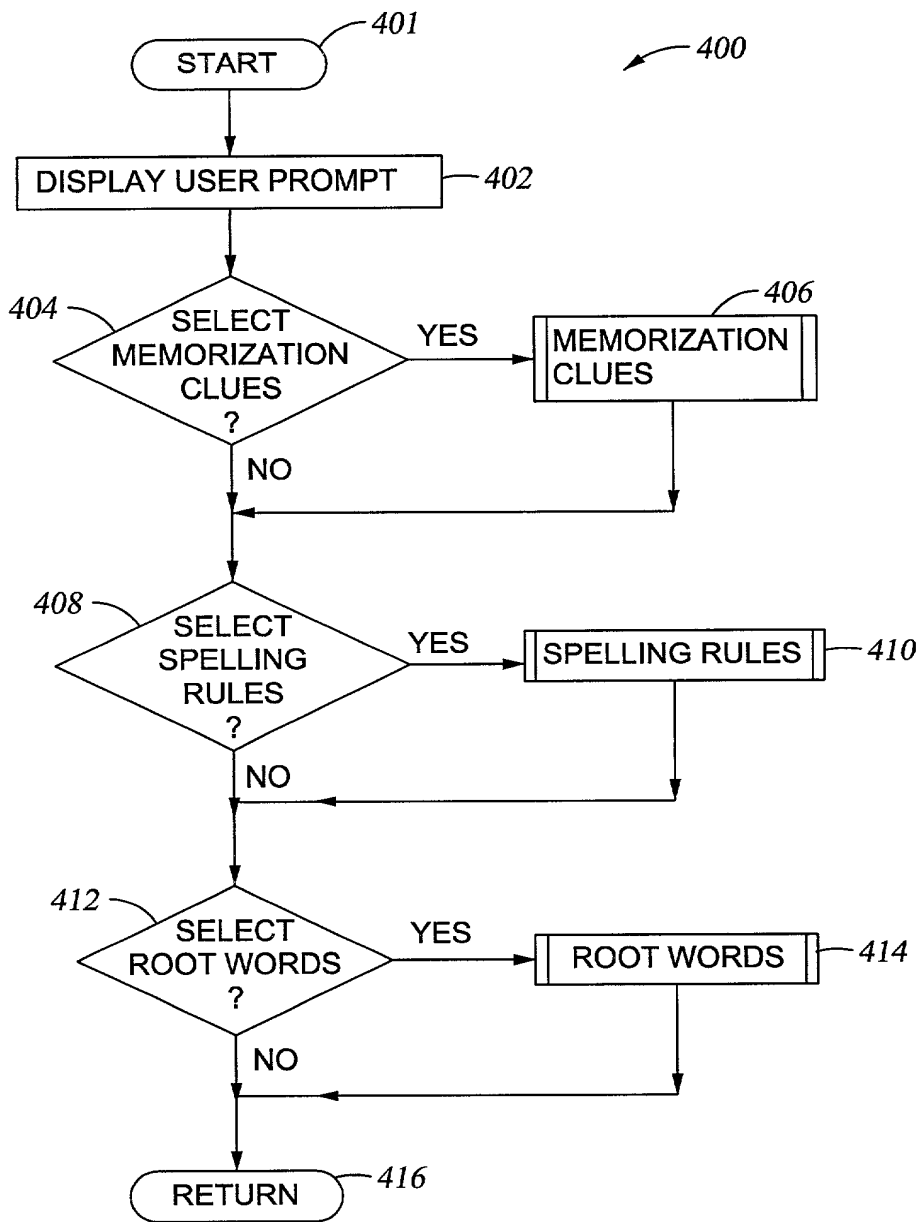 401
START
400
DISPLAY USER PROMPT
402
404
SELECT
MEMORIZATION
CLUES
?
YES
406
MEMORIZATION
CLUES
NO
408
SELECT
SPELLING
RULES
?
YES
SPELLING RULES
410
NO
412
SELECT
ROOT WORDS
?
YES
ROOT WORDS
414
NO
RETURN
416